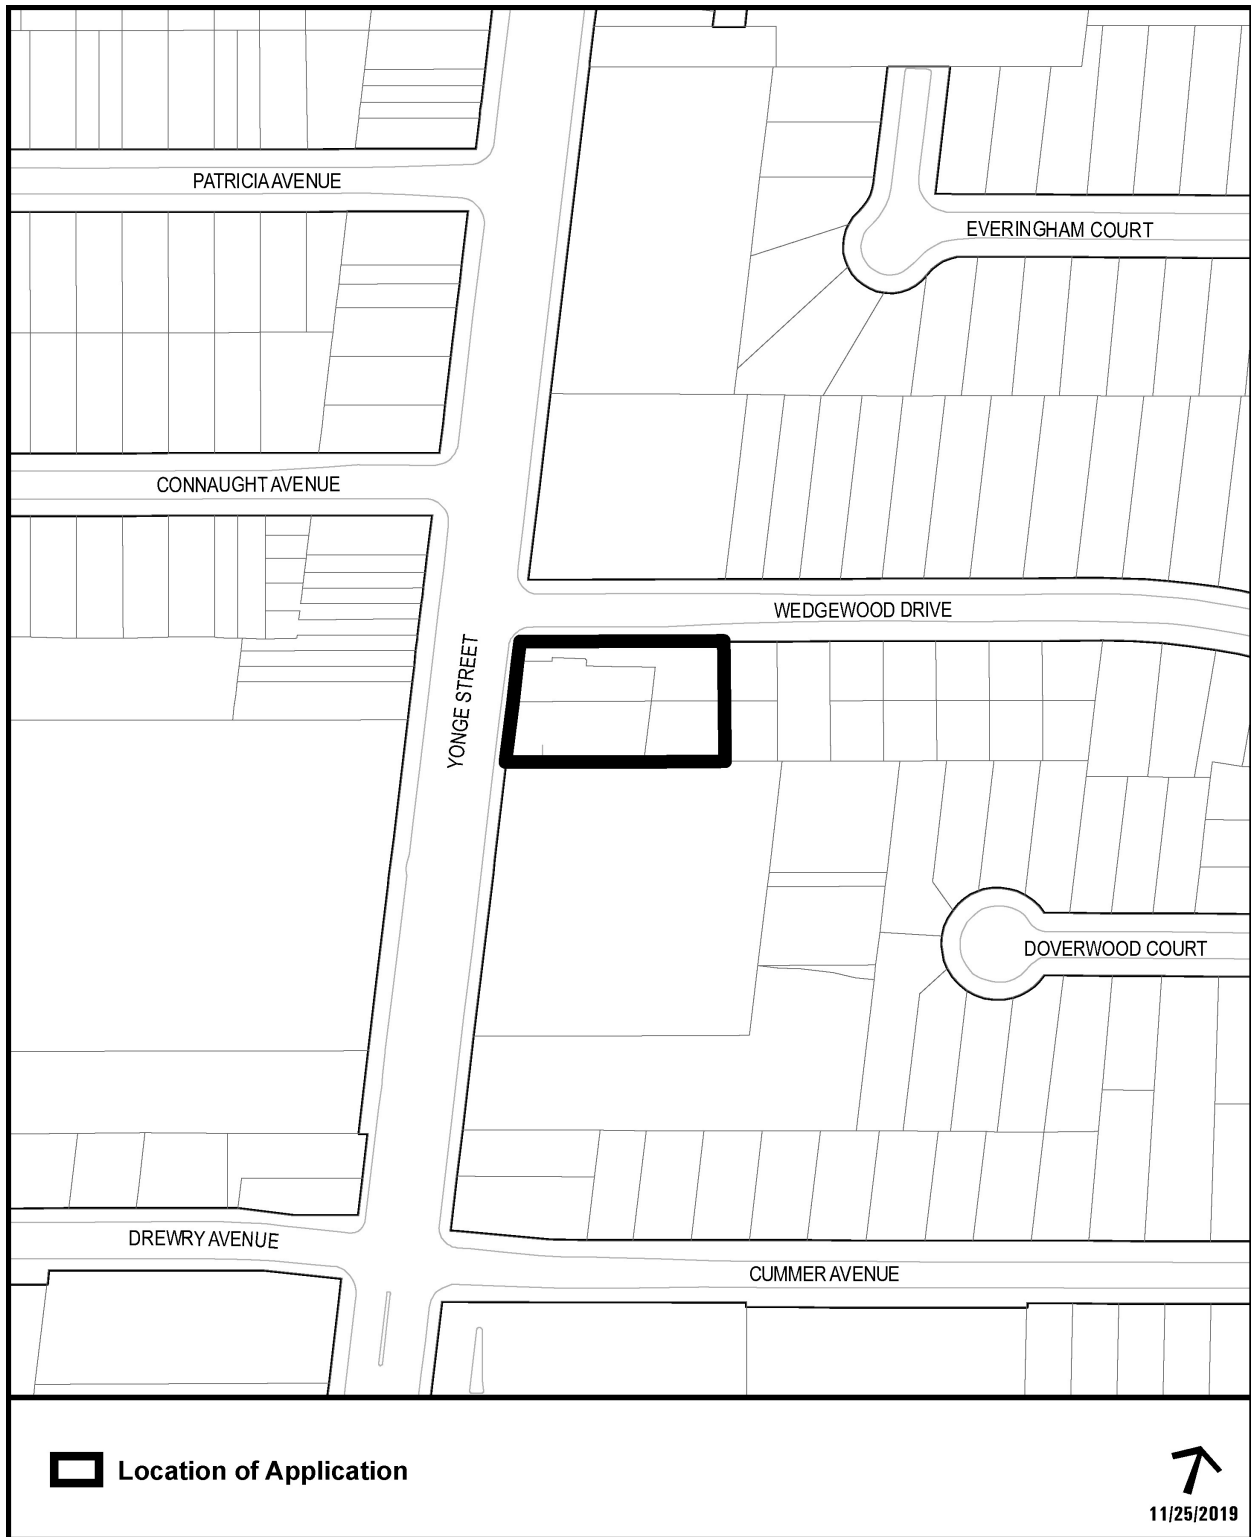 PATRICIA AVENUE
EVERINGHAM COURT
CONNAUGHT AVENUE
WEDGEWOOD DRIVE
YONGE STREET
DOVERWOOD COURT
DREWRY AVENUE
CUMMER AVENUE
Location of Application
11/25/2019